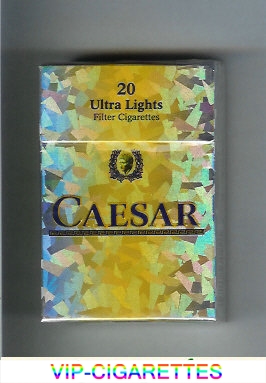 20
Ultra Lights
Filter Cigarettes
CAESAR
VIP-CIGARETTES